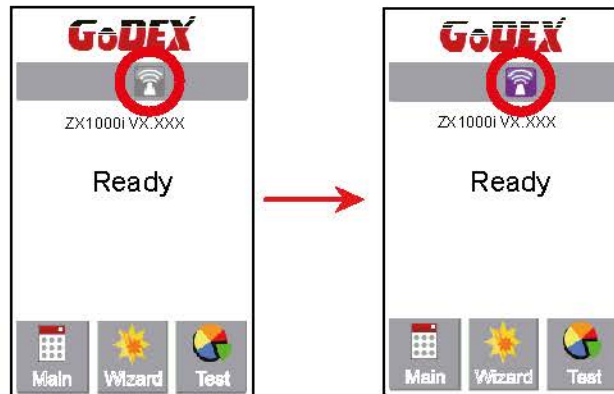 GoDEX
ZX1000i VX.XXX
Ready
Main
Wizard
Test
GoDEX
ZX1000i VX.XXX
Ready
Main
Wizard
Test